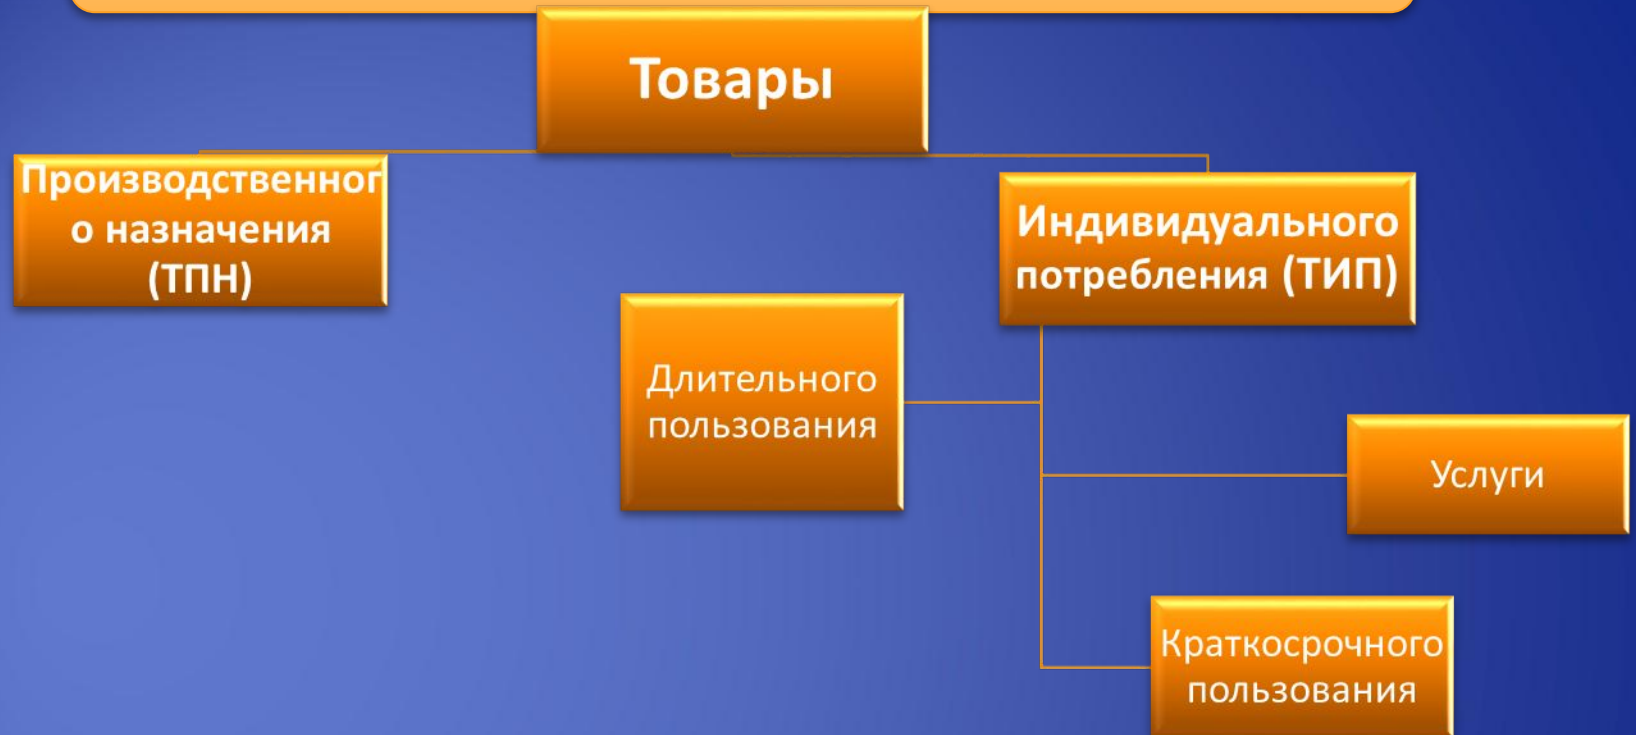 Товары
Производственног
о назначения
(ТПН)
Индивидуального
потребления (ТИП)
Длительного
пользования
Услуги
Краткосрочного
пользования